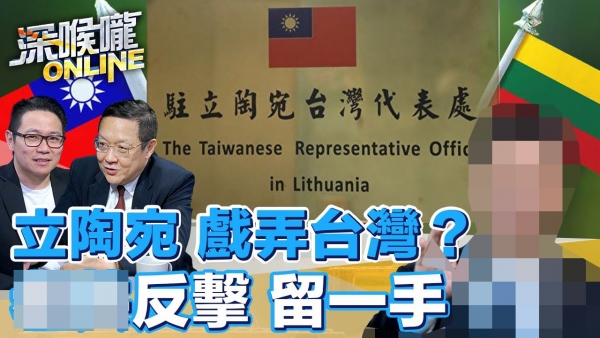 深喉嚨
ONLINE
駐立陶宛台灣代表處
The Taiwanese Representative Offic
in Lithuania
立陶宛 戲弄台灣？
反擊 留一手